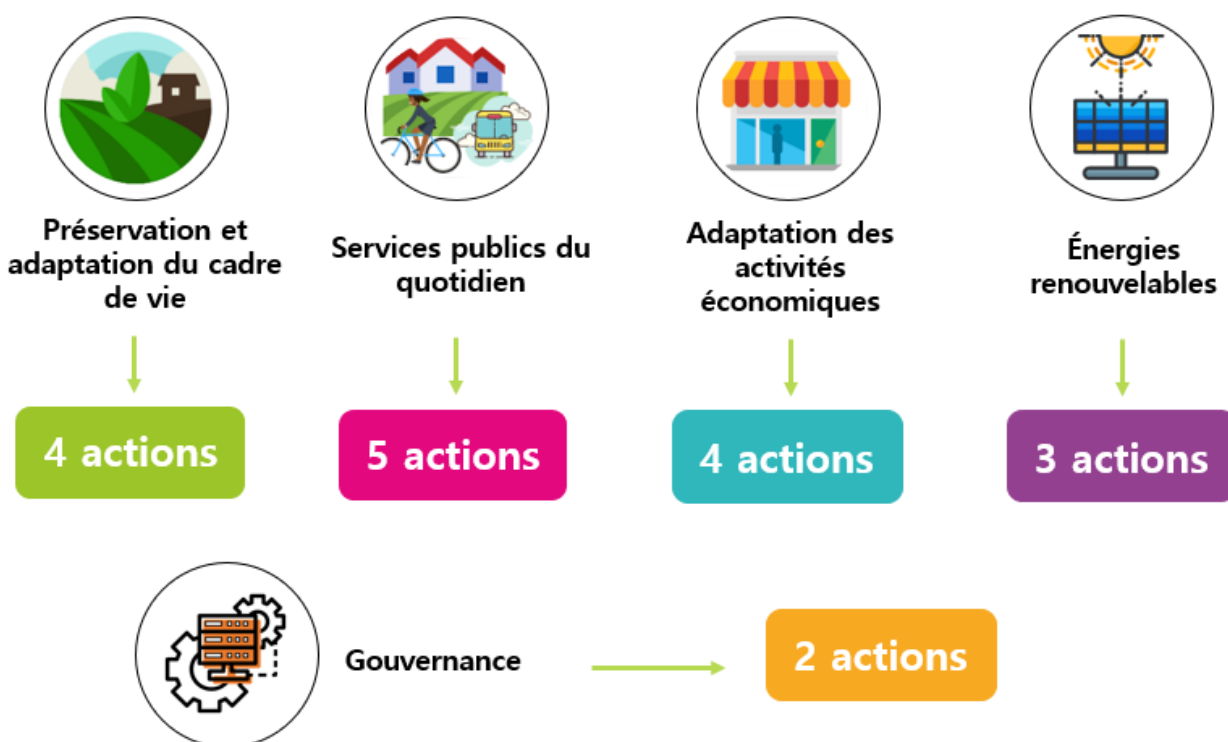 Préservation et
adaptation du cadre
de vie
4 actions
Services publics du
quotidien
5 actions
Adaptation des
activités
économiques
4 actions
Énergies
renouvelables
3 actions
Gouvernance
2 actions